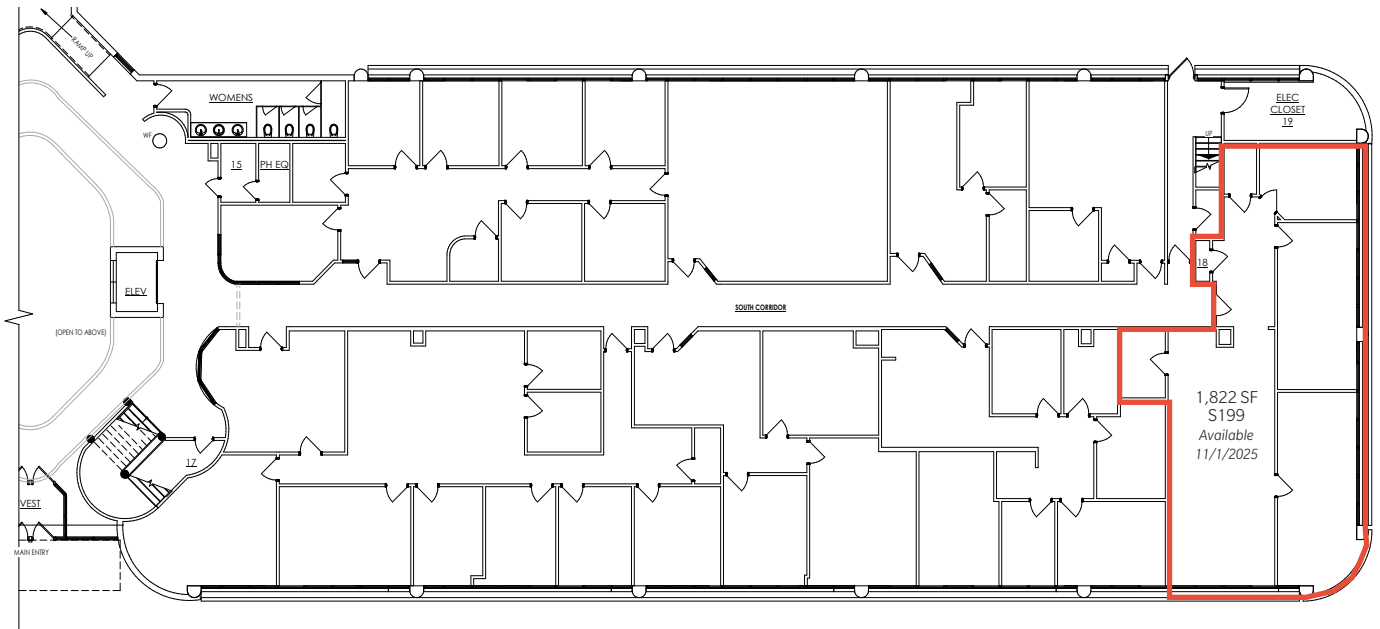 RAMP UP
WOMENS
WF
15
PH EQ
ELEC
CLOSET
19
UP
18
ELEV
(OPEN TO ABOVE)
SOUTH CORRIDOR
1,822 SF
S199
Available
11/1/2025
17
VEST
MAIN ENTRY